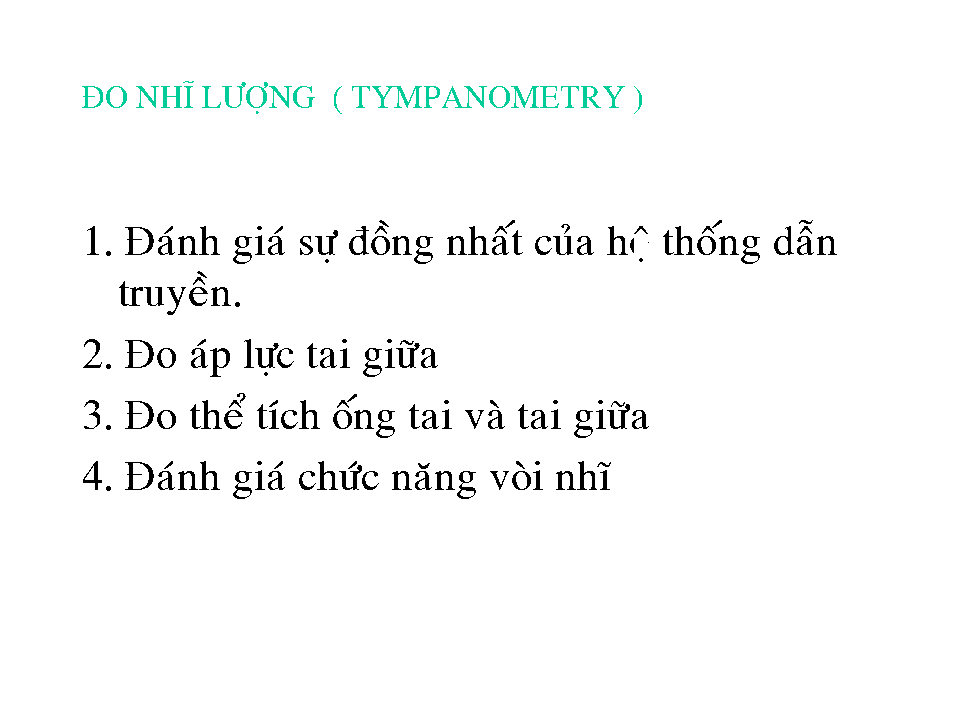 ĐO NHĨ LƯỢNG ( TYMPANOMETRY )
1. Đánh giá sự đồng nhất của hộ thống dẫn
truyền.
2. Đo áp lực tai giữa
3. Đo thể tích ống tai và tai giữa
4. Đánh giá chức năng vòi nhĩ